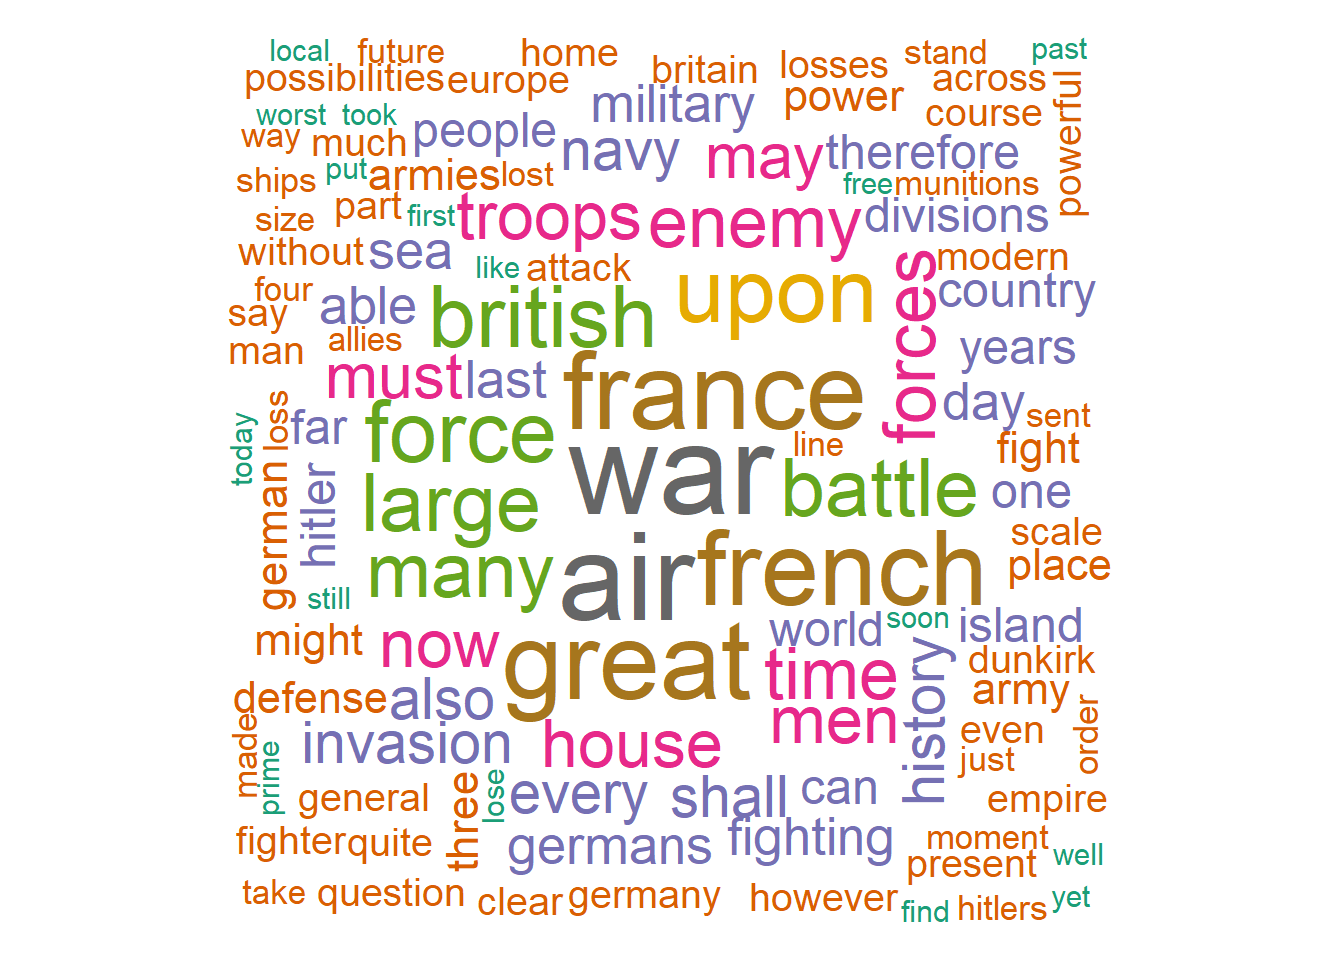 local future home britain losses stand past
possibilities europe military power across powerful
worst took people navy may therefore course
way much
ships put armies lost free munitions
size part first troops enemy divisions
without sea like attack upon forces modern
say four able british country
man allies must last france years
today loss far force line day sent
german hitler large war battle fight one
still many air french scale place
might now great world soon island
defense also time history dunkirk
made invasion house men army
prime general lose every shall can even order
just empire
fighter quite three germans fighting moment
present well
take question clear germany however find hitlers yet